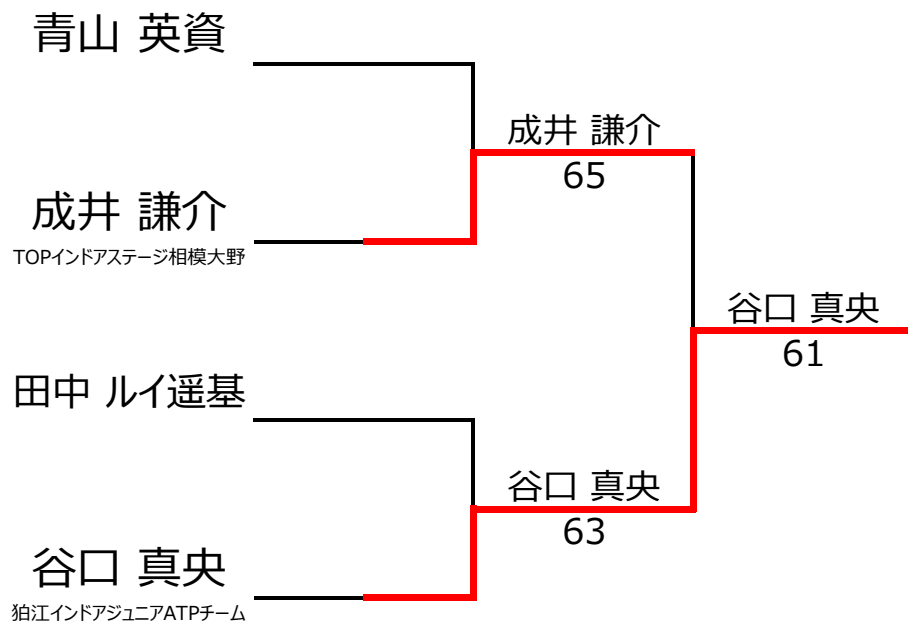 青山 英資
成井 謙介
65
成井 謙介
TOPインドアステージ相模大野
谷口 真央
61
田中 ルイ遥基
谷口 真央
63
谷口 真央
狛江インドアジュニアATPチーム